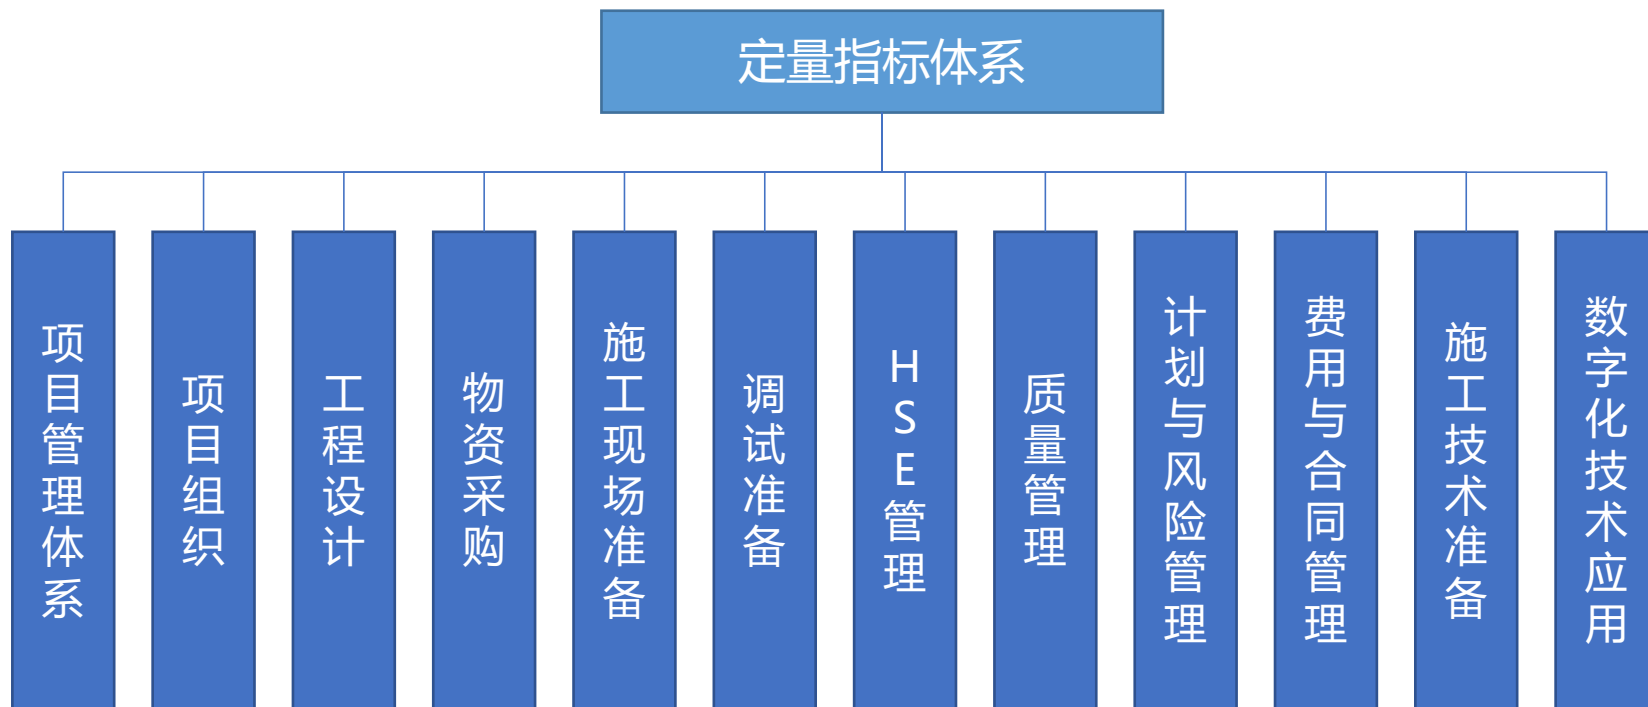 定量指标体系
项目管理体系
项目组织
工程设计
物资采购
施工现场准备
调试准备
HSE管理
质量管理
计划与风险管理
费用与合同管理
施工技术准备
数字化技术应用